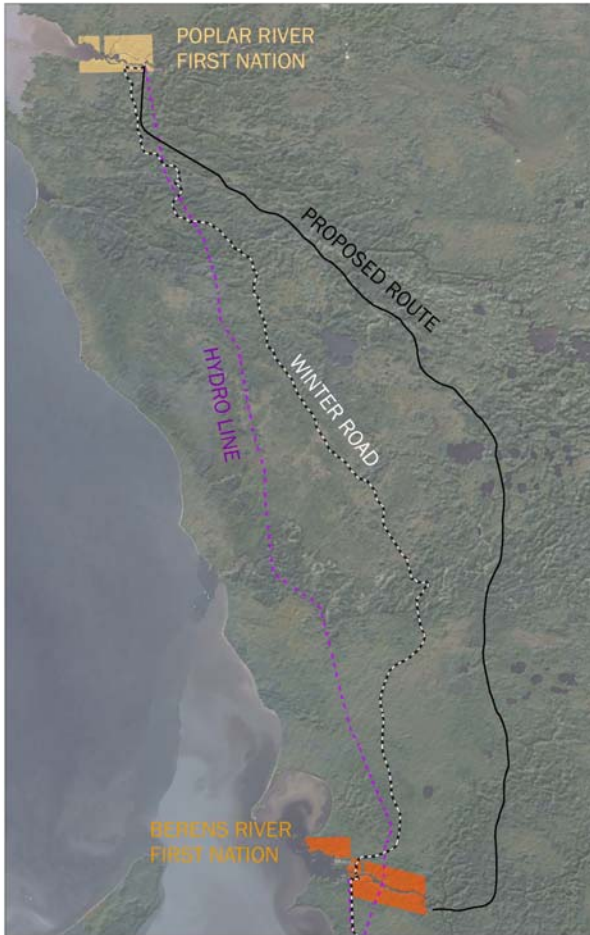 POPLAR RIVER
FIRST NATION
PROPOSED ROUTE
WINTER ROAD
HYDRO LINE
BERENS RIVER
FIRST NATION